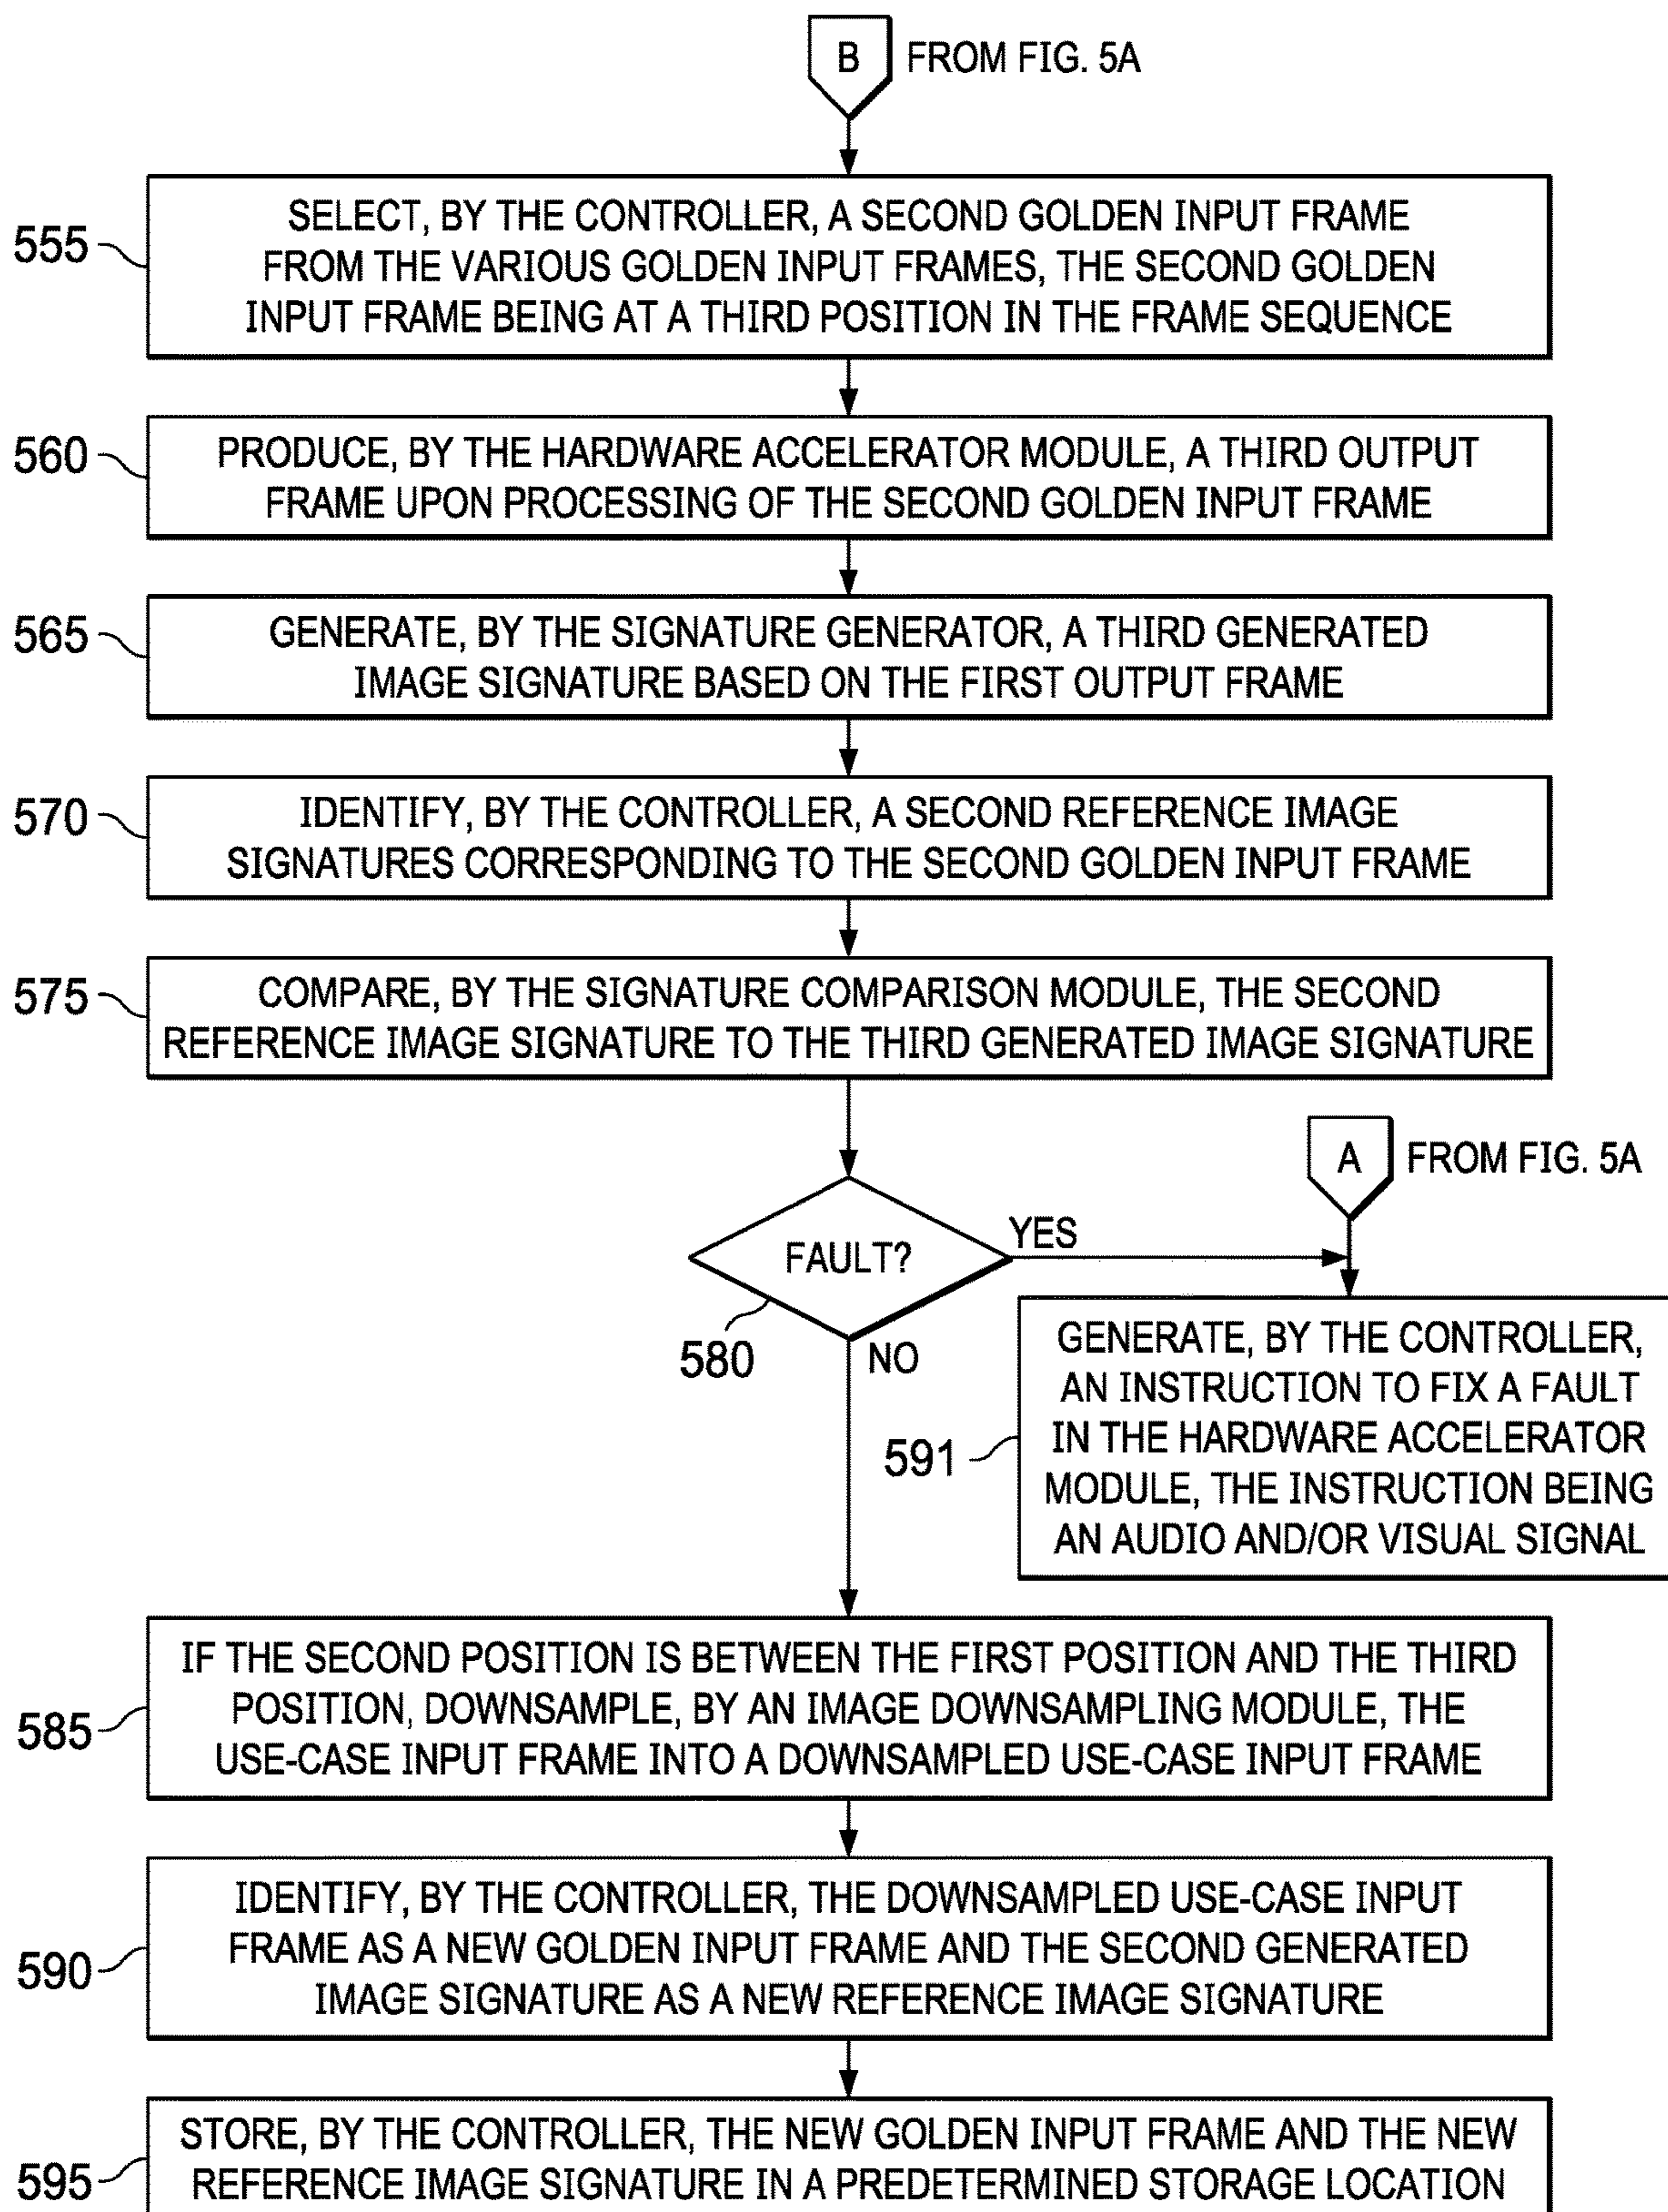 B
FROM FIG. 5A
555
SELECT, BY THE CONTROLLER, A SECOND GOLDEN INPUT FRAME
FROM THE VARIOUS GOLDEN INPUT FRAMES, THE SECOND GOLDEN
INPUT FRAME BEING AT A THIRD POSITION IN THE FRAME SEQUENCE
560
PRODUCE, BY THE HARDWARE ACCELERATOR MODULE, A THIRD OUTPUT
FRAME UPON PROCESSING OF THE SECOND GOLDEN INPUT FRAME
565
GENERATE, BY THE SIGNATURE GENERATOR, A THIRD GENERATED
IMAGE SIGNATURE BASED ON THE FIRST OUTPUT FRAME
570
IDENTIFY, BY THE CONTROLLER, A SECOND REFERENCE IMAGE
SIGNATURES CORRESPONDING TO THE SECOND GOLDEN INPUT FRAME
575
COMPARE, BY THE SIGNATURE COMPARISON MODULE, THE SECOND
REFERENCE IMAGE SIGNATURE TO THE THIRD GENERATED IMAGE SIGNATURE
A
FROM FIG. 5A
FAULT?
YES
580
NO
591
GENERATE, BY THE CONTROLLER,
AN INSTRUCTION TO FIX A FAULT
IN THE HARDWARE ACCELERATOR
MODULE, THE INSTRUCTION BEING
AN AUDIO AND/OR VISUAL SIGNAL
585
IF THE SECOND POSITION IS BETWEEN THE FIRST POSITION AND THE THIRD
POSITION, DOWNSAMPLE, BY AN IMAGE DOWNSAMPLING MODULE, THE
USE-CASE INPUT FRAME INTO A DOWNSAMPLED USE-CASE INPUT FRAME
590
IDENTIFY, BY THE CONTROLLER, THE DOWNSAMPLED USE-CASE INPUT
FRAME AS A NEW GOLDEN INPUT FRAME AND THE SECOND GENERATED
IMAGE SIGNATURE AS A NEW REFERENCE IMAGE SIGNATURE
595
STORE, BY THE CONTROLLER, THE NEW GOLDEN INPUT FRAME AND THE NEW
REFERENCE IMAGE SIGNATURE IN A PREDETERMINED STORAGE LOCATION